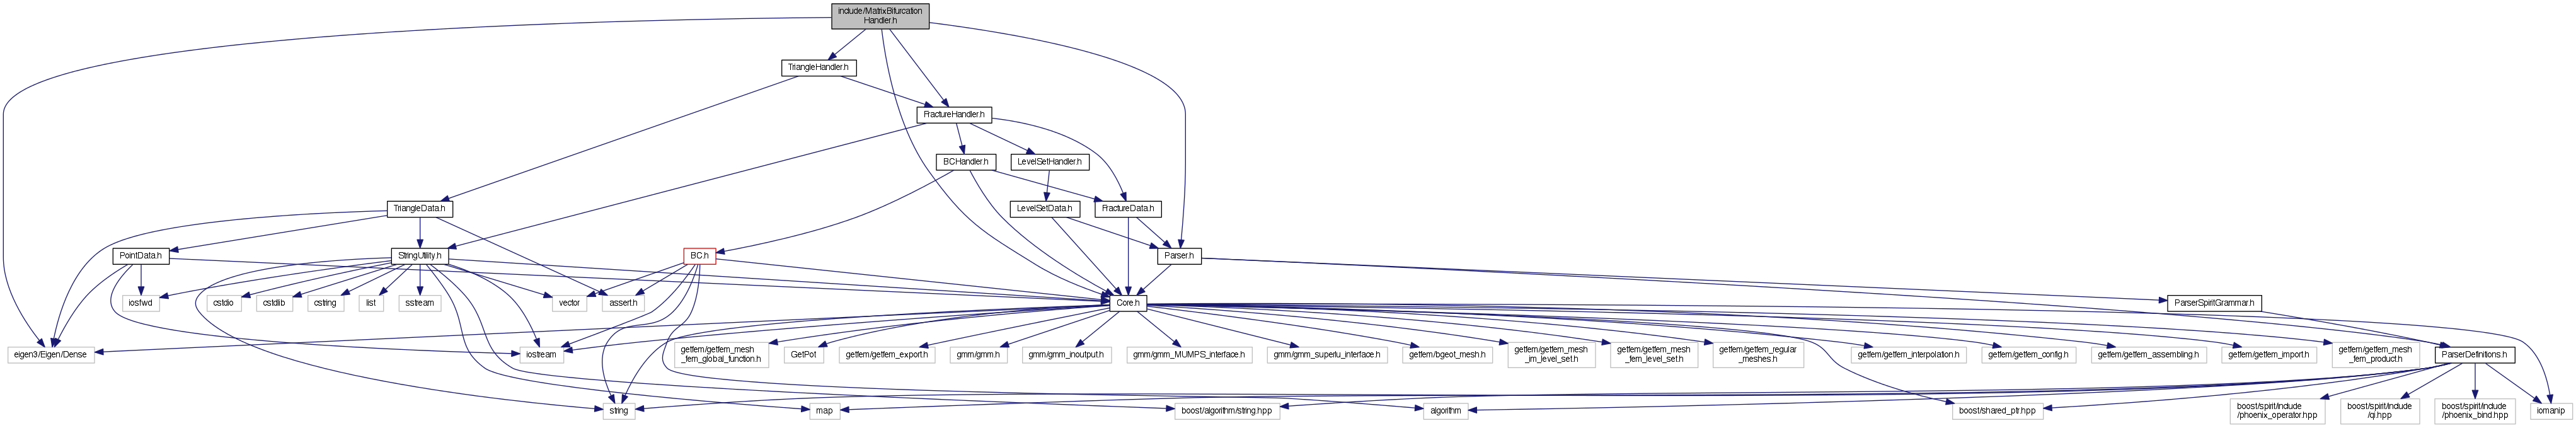 include/MatrixBifurcation
Handler.h
TriangleHandler.h
FractureHandler.h
BCHandler.h
LevelSetHandler.h
TriangleData.h
LevelSetData.h
FractureData.h
PointData.h
StringUtility.h
BC.h
Parser.h
iosfwd
cstdio
cstdlib
cstring
list
sstream
vector
assert.h
Core.h
ParserSpiritGrammar.h
eigen3/Eigen/Dense
iostream
getfem/getfem_mesh
_fem_global_function.h
GetPot
getfem/getfem_export.h
gmm/gmm.h
gmm/gmm_inoutput.h
gmm/gmm_MUMPS_interface.h
gmm/gmm_superlu_interface.h
getfem/bgeot_mesh.h
getfem/getfem_mesh
_im_level_set.h
getfem/getfem_mesh
_fem_level_set.h
getfem/getfem_regular
_meshes.h
getfem/getfem_interpolation.h
getfem/getfem_config.h
getfem/getfem_assembling.h
getfem/getfem_import.h
getfem/getfem_mesh
_fem_product.h
ParserDefinitions.h
string
map
boost/algorithm/string.hpp
algorithm
boost/shared_ptr.hpp
boost/spirit/include
/phoenix_operator.hpp
boost/spirit/include
/qi.hpp
boost/spirit/include
/phoenix_bind.hpp
iomanip